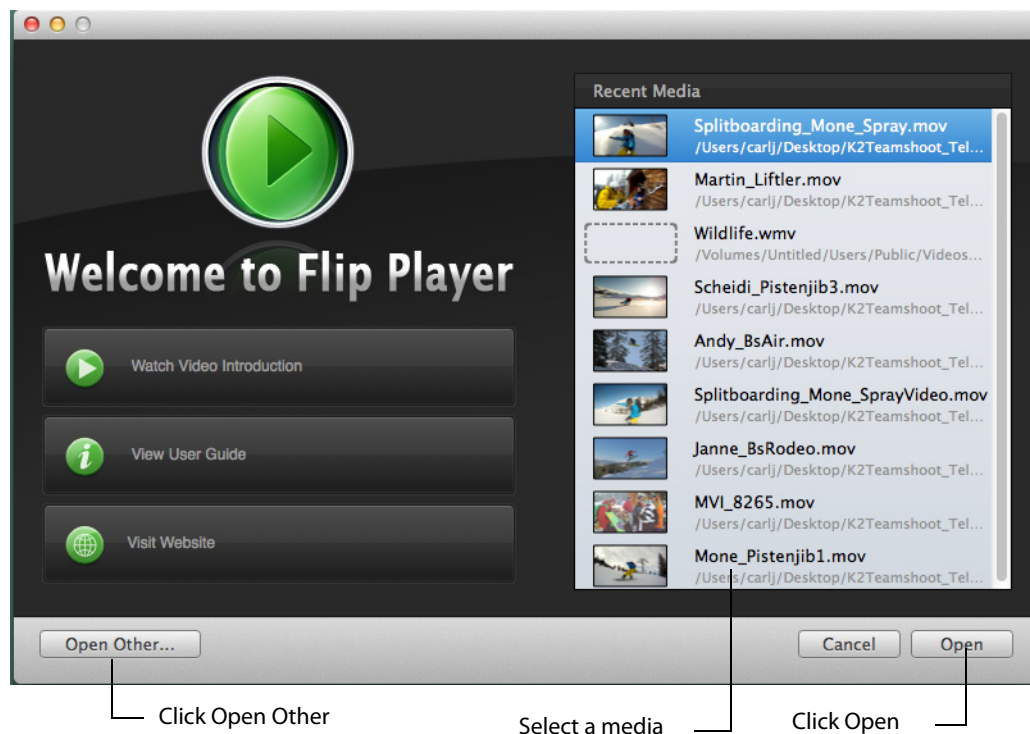 Welcome to Flip Player
Watch Video Introduction
View User Guide
Visit Website
Recent Media
Splitboarding_Mone_Spray.mov
/Users/carlj/Desktop/K2Teamshoot_Tel...
Martin_Liftler.mov
/Users/carlj/Desktop/K2Teamshoot_Tel...
Wildlife.wmv
/Volumes/Untitled/Users/Public/Videos...
Scheidi_Pistenjib3.mov
/Users/carlj/Desktop/K2Teamshoot_Tel...
Andy_BsAir.mov
/Users/carlj/Desktop/K2Teamshoot_Tel...
Splitboarding_Mone_SprayVideo.mov
/Users/carlj/Desktop/K2Teamshoot_Tel...
Janne_BsRodeo.mov
/Users/carlj/Desktop/K2Teamshoot_Tel...
MVI_8265.mov
/Users/carlj/Desktop/K2Teamshoot_Tel...
Mone_Pistenjib1.mov
/Users/carlj/Desktop/K2Teamshoot_Tel...
Open Other...
Cancel
Open
Click Open Other
Select a media
Click Open